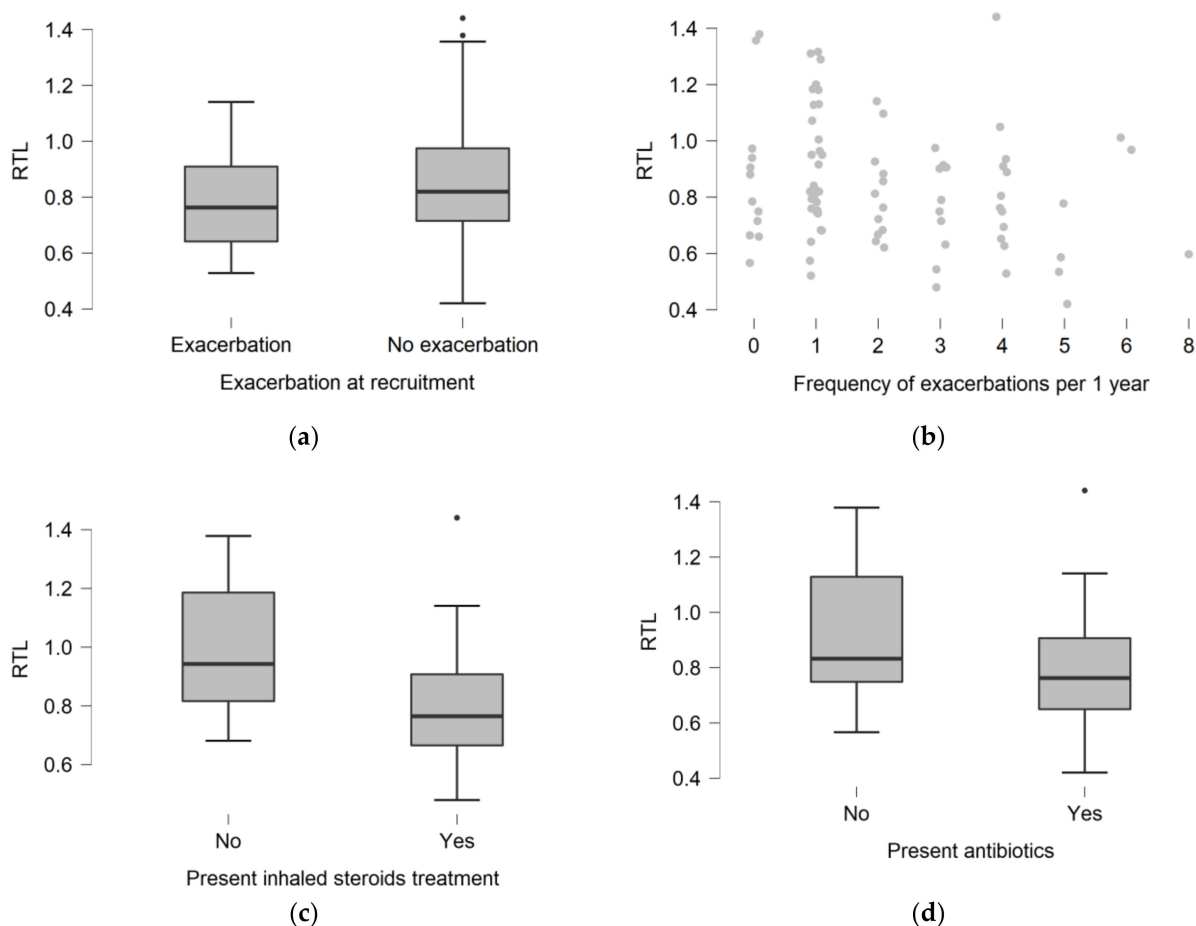 1.4
1.2
1.0
0.8
0.6
0.4
RTL
Exacerbation No exacerbation
Exacerbation at recruitment
(a)
1.4
1.2
1.0
0.8
0.6
0.4
RTL
0 1 2 3 4 5 6 8
Frequency of exacerbations per 1 year
(b)
1.4
1.2
1.0
0.8
0.6
RTL
No Yes
Present inhaled steroids treatment
(c)
1.4
1.2
1.0
0.8
0.6
0.4
RTL
No Yes
Present antibiotics
(d)